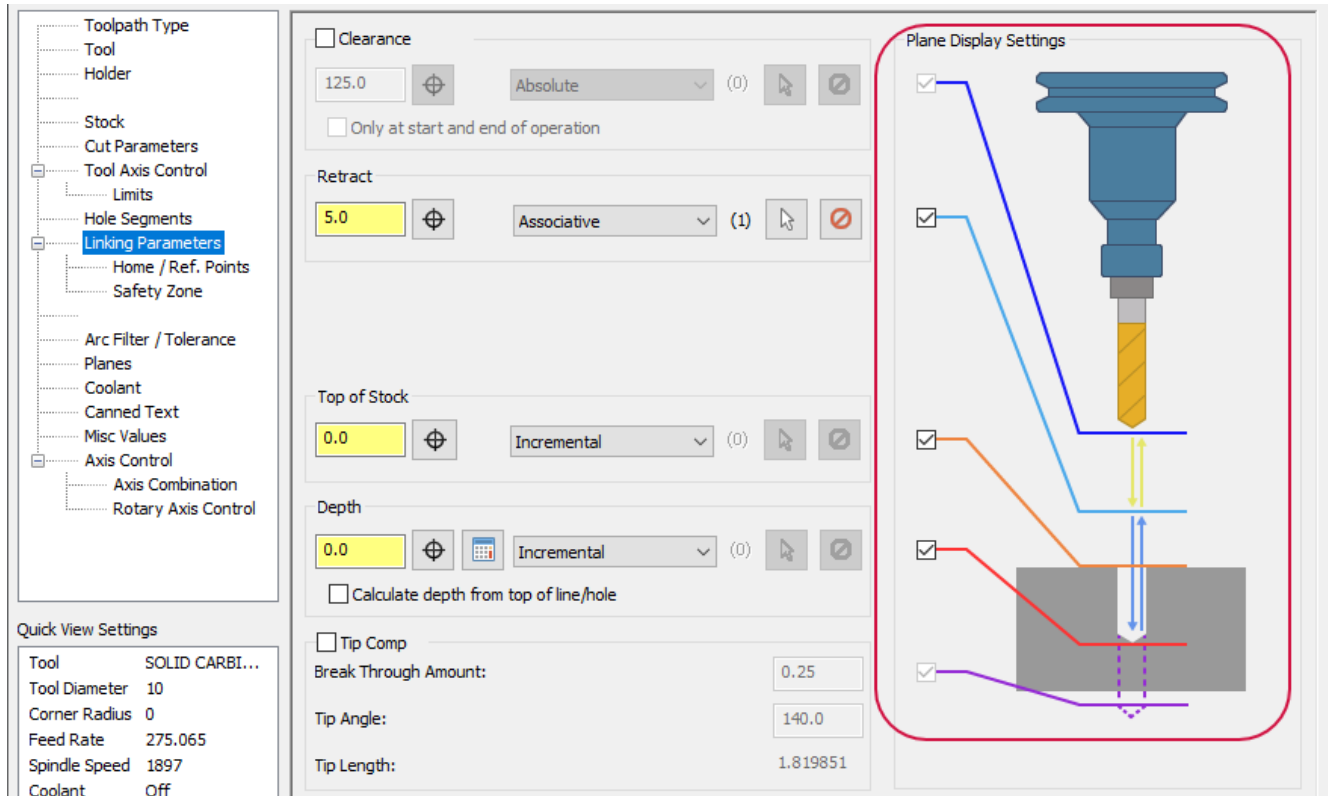 Toolpath Type
Tool
Holder
Stock
Cut Parameters
Tool Axis Control
Limits
Hole Segments
Linking Parameters
Home / Ref. Points
Safety Zone
Arc Filter / Tolerance
Planes
Coolant
Canned Text
Misc Values
Axis Control
Axis Combination
Rotary Axis Control
Quick View Settings
Tool SOLID CARBI...
Tool Diameter 10
Corner Radius 0
Feed Rate 275.065
Spindle Speed 1897
Coolant Off
Clearance
125.0 Absolute (0)
Only at start and end of operation
Retract
5.0 Associative (1)
Top of Stock
0.0 Incremental (0)
Depth
0.0 Incremental (0)
Calculate depth from top of line/hole
Tip Comp
Break Through Amount: 0.25
Tip Angle: 140.0
Tip Length: 1.819851
Plane Display Settings